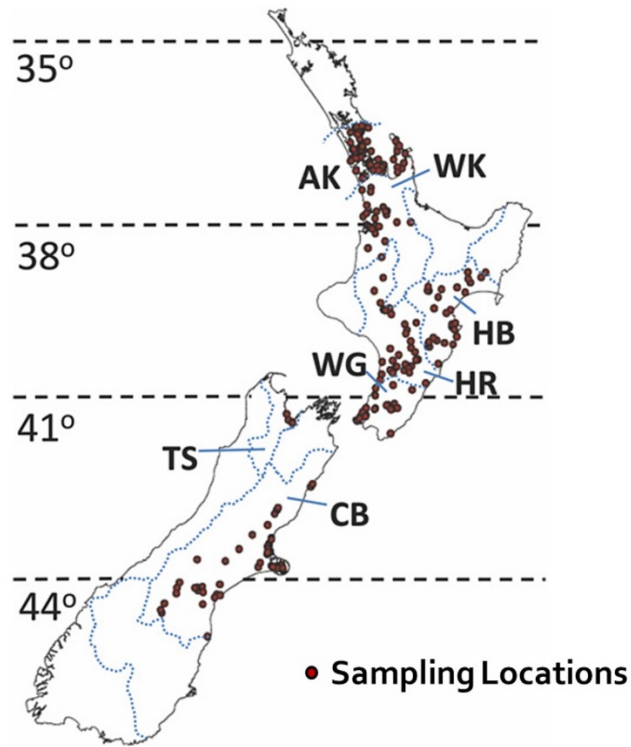 35º
AK
WK
38º
HB
WG
HR
41º
TS
CB
44º
Sampling Locations